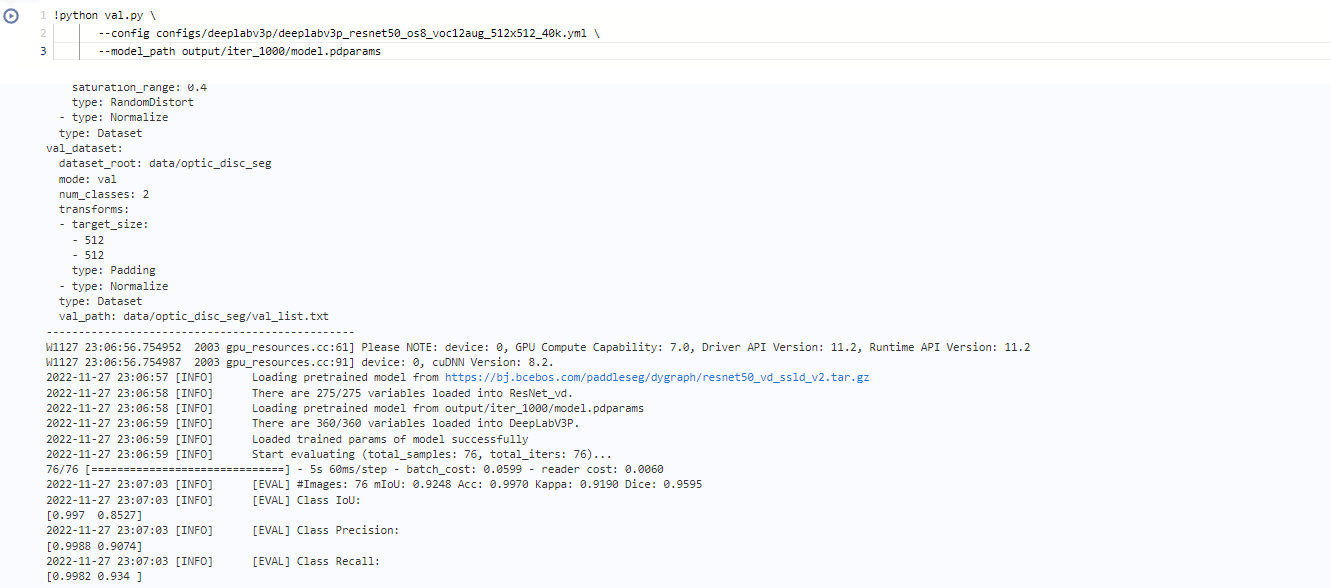 1 !python val.py \
2 --config configs/deeplabv3p/deeplabv3p_resnet50_os8_voc12aug_512x512_40k.yml \
3 --model_path output/iter_1000/model.pdparams
saturation_range: 0.4
type: RandomDistort
- type: Normalize
type: Dataset
val_dataset:
dataset_root: data/optic_disc_seg
mode: val
num_classes: 2
transforms:
- target_size:
- 512
- 512
type: Padding
- type: Normalize
type: Dataset
val_path: data/optic_disc_seg/val_list.txt
------------------------------------------------
W1127 23:06:56.754952  2003 gpu_resources.cc:61] Please NOTE: device: 0, GPU Compute Capability: 7.0, Driver API Version: 11.2, Runtime API Version: 11.2
W1127 23:06:56.754987  2003 gpu_resources.cc:91] device: 0, cuDNN Version: 8.2.
2022-11-27 23:06:57 [INFO]	Loading pretrained model from https://bj.bcebos.com/paddleseg/dygraph/resnet50_vd_ssld_v2.tar.gz
2022-11-27 23:06:58 [INFO]	There are 275/275 variables loaded into ResNet_vd.
2022-11-27 23:06:58 [INFO]	Loading pretrained model from output/iter_1000/model.pdparams
2022-11-27 23:06:59 [INFO]	There are 360/360 variables loaded into DeepLabV3P.
2022-11-27 23:06:59 [INFO]	Loaded trained params of model successfully
2022-11-27 23:06:59 [INFO]	Start evaluating (total_samples: 76, total_iters: 76)...
76/76 [==============================] - 5s 60ms/step - batch_cost: 0.0599 - reader cost: 0.0060
2022-11-27 23:07:03 [INFO]	[EVAL] #Images: 76 mIoU: 0.9248 Acc: 0.9970 Kappa: 0.9190 Dice: 0.9595
2022-11-27 23:07:03 [INFO]	[EVAL] Class IoU:
[0.997  0.8527]
2022-11-27 23:07:03 [INFO]	[EVAL] Class Precision:
[0.9988 0.9074]
2022-11-27 23:07:03 [INFO]	[EVAL] Class Recall:
[0.9982 0.934 ]